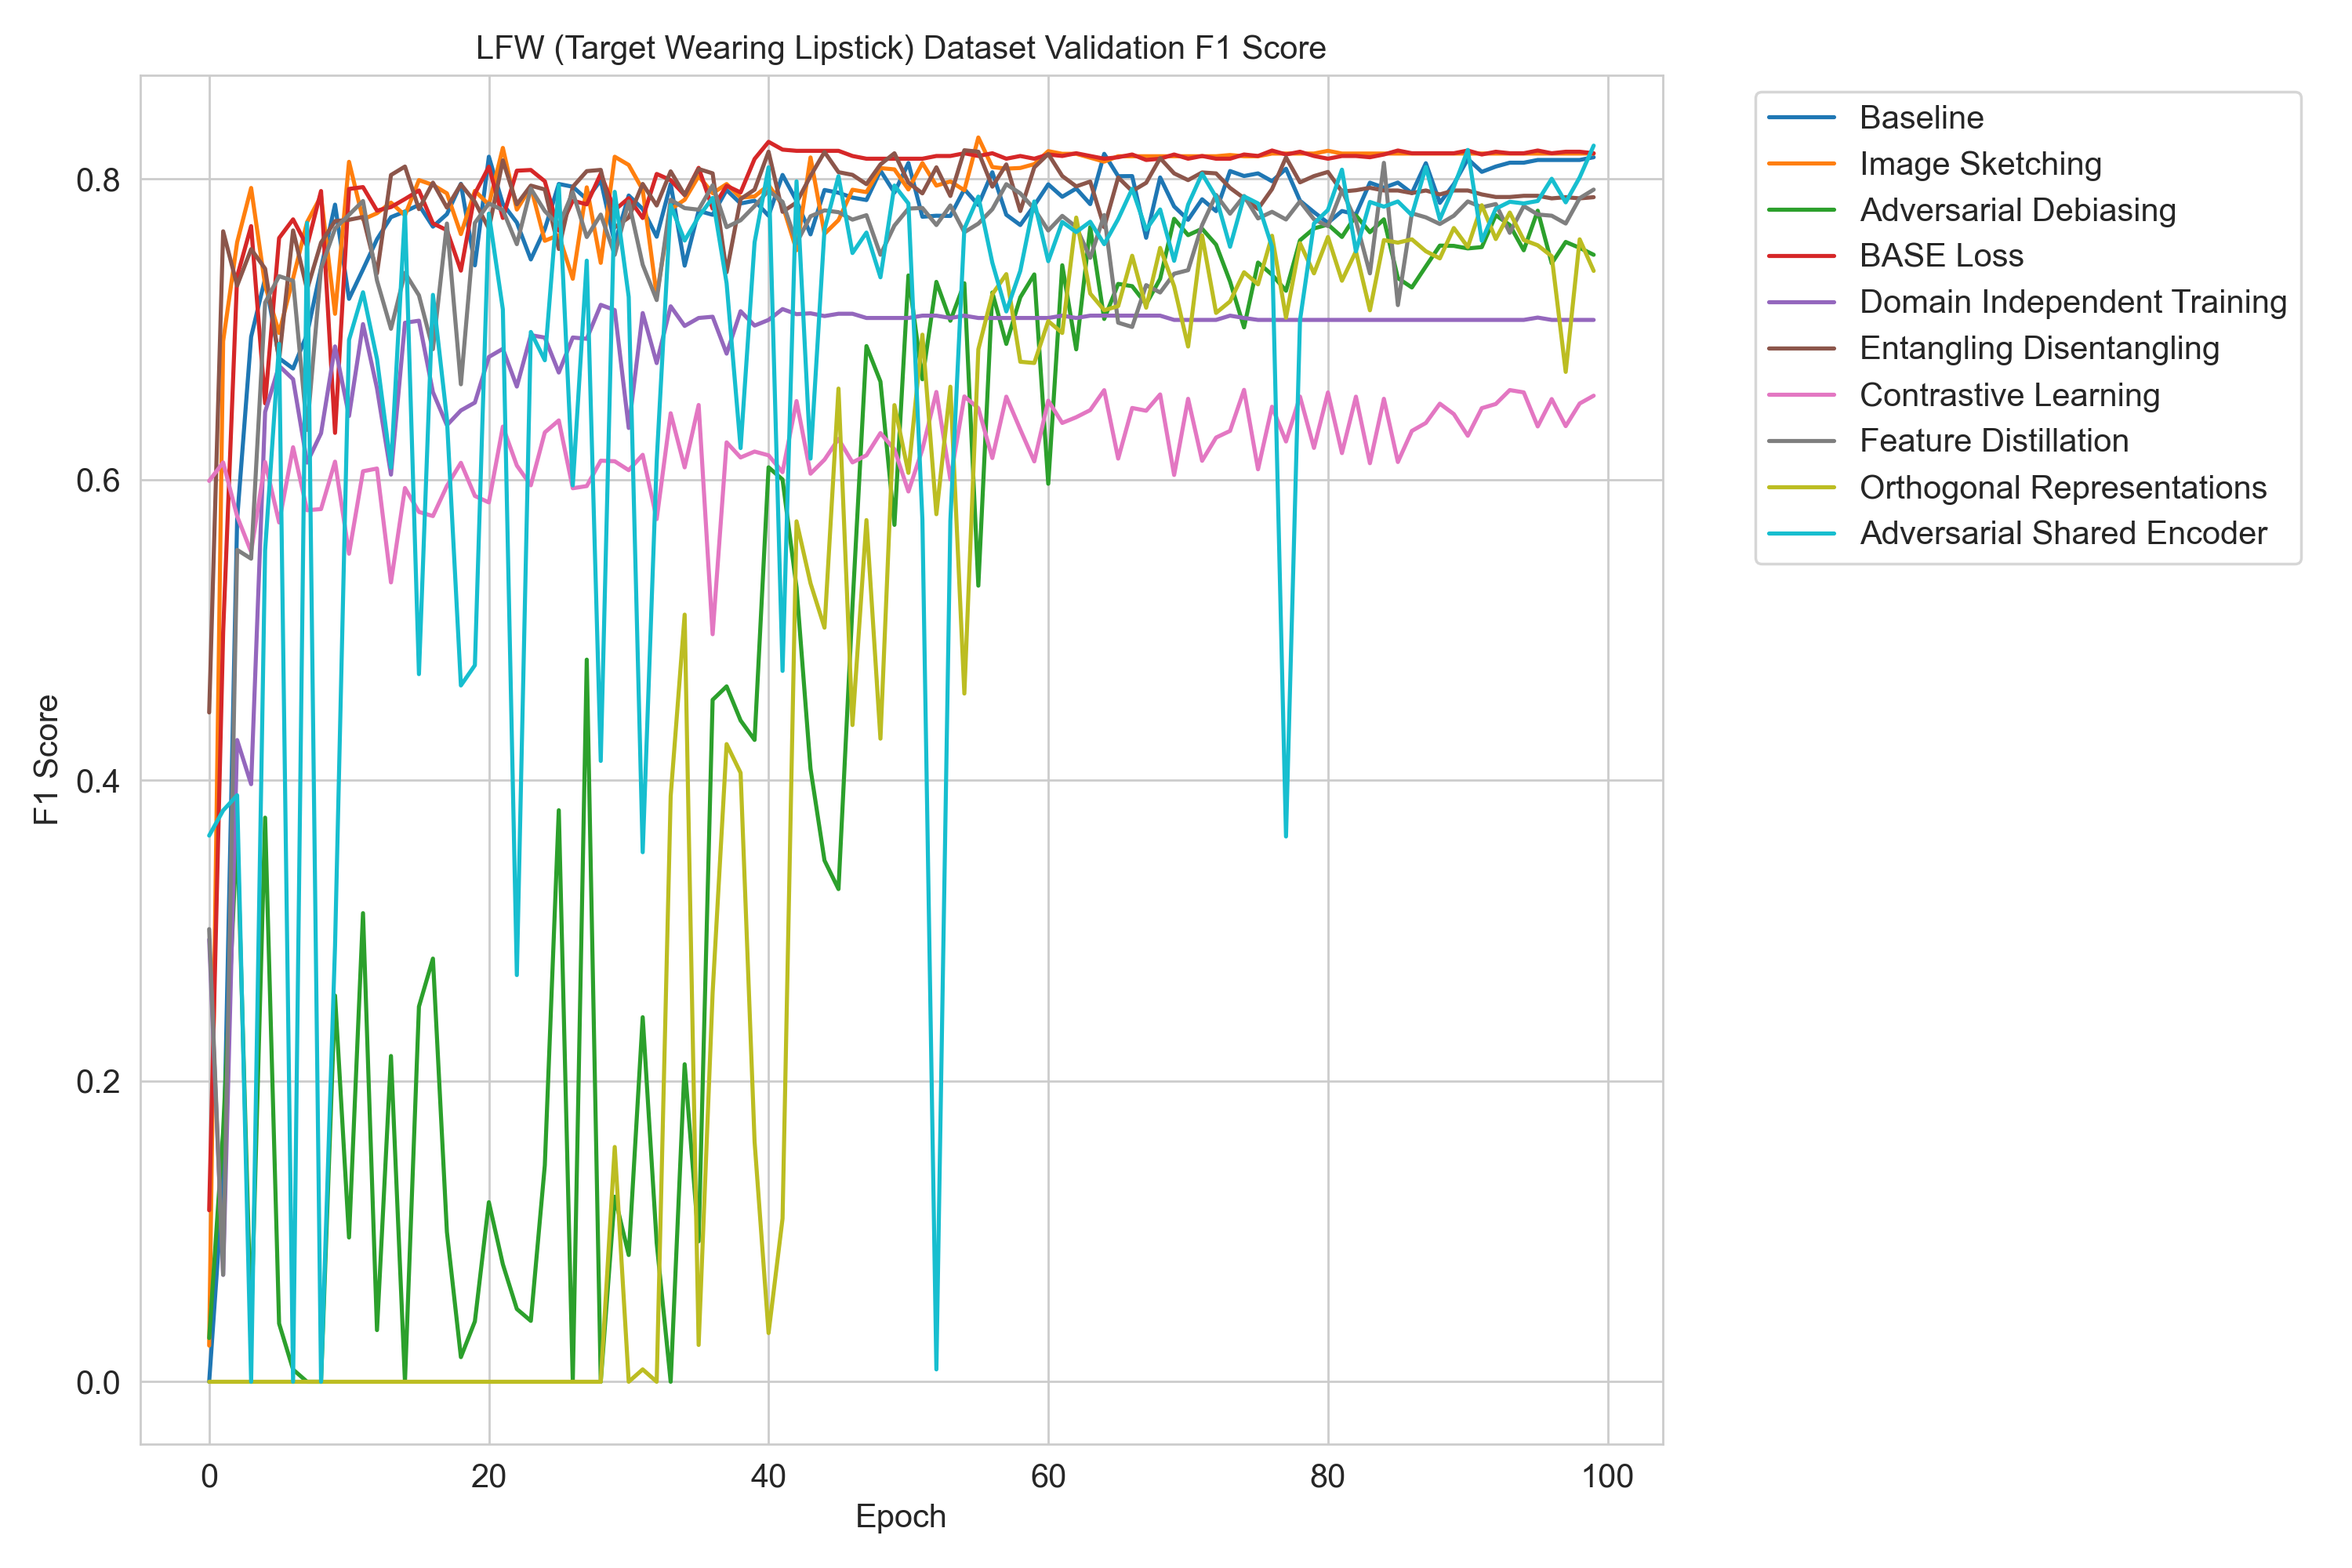 LFW (Target Wearing Lipstick) Dataset Validation F1 Score
Baseline
Image Sketching
Adversarial Debiasing
BASE Loss
Domain Independent Training
Entangling Disentangling
Contrastive Learning
Feature Distillation
Orthogonal Representations
Adversarial Shared Encoder
F1 Score
0.8
0.6
0.4
0.2
0.0
0 20 40 60 80 100
Epoch